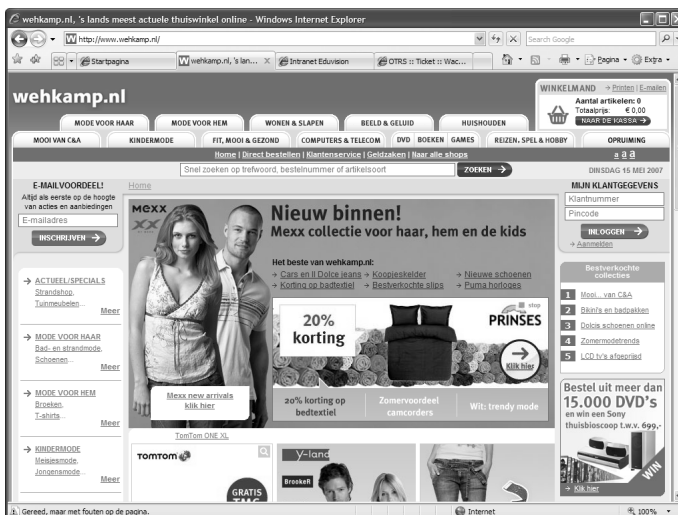 wehkamp.nl, 's lands meest actuele thuiswinkel online - Windows Internet Explorer
http://www.wehkamp.nl/
Search Google
Startpagina
wehkamp.nl, 's lan...
Intranet Eduvision
OTRS :: Ticket :: Wac...
Pagina
Extra
wehkamp.nl
WINKELMAND
Printen | E-mailen
Aantal artikelen: 0
Totaalprijs: € 0,00
NAAR DE KASSA
MODE VOOR HAAR
MODE VOOR HEM
WONEN & SLAPEN
BEELD & GELUID
HUISHOUDEN
MOOI VAN C&A
KINDERMODE
FIT, MOOI & GEZOND
COMPUTERS & TELECOM
DVD BOEKEN GAMES
REIZEN, SPEL & HOBBY
OPRUIMING
Home | Direct bestellen | Klantenservice | Geldzaken | Naar alle shops
a a a
Snel zoeken op trefwoord, bestelnummer of artikelsoort
ZOEKEN
DINSDAG 15 MEI 2007
E-MAILVOORDEEL!
Altijd als eerste op de hoogte
van acties en aanbiedingen
E-mailadres
INSCHRIJVEN
ACTUEEL/SPECIALS
Strandshop,
Tuinmeubelen...
Meer
MODE VOOR HAAR
Bad- en strandmode,
Schoenen...
Meer
MODE VOOR HEM
Broeken,
T-shirts...
Meer
KINDERMODE
Meisjesmode,
Jongensmode...
Meer
Home
MEXX
XX
Nieuw binnen!
Mexx collectie voor haar, hem en de kids
Het beste van wehkamp.nl:
Cars en Il Dolce jeans
Koopjeskelder
Nieuwe schoenen
Korting op badtextiel
Bestverkochte slips
Puma horloges
20%
korting
stop
PRINSES
Klik hier
Mexx new arrivals
klik hier
20% korting op
bedtextiel
Zomervoordeel
camcorders
Wit: trendy mode
TomTom ONE XL
TOMTOM
GRATIS
TMC
Y-land
BrookeR
MIJN KLANTGEGEVENS
Klantnummer
Pincode
INLOGGEN
Aanmelden
Bestverkochte
collecties
1 Mooi... van C&A
2 Bikini's en badpakken
3 Dolcis schoenen online
4 Zomermodetrends
5 LCD tv's afgeprijsd
Bestel uit meer dan
15.000 DVD's
en win een Sony
thuisbioscoop t.w.v. 699,-
WIN
Klik hier
Gereed, maar met fouten op de pagina.
Internet
100%